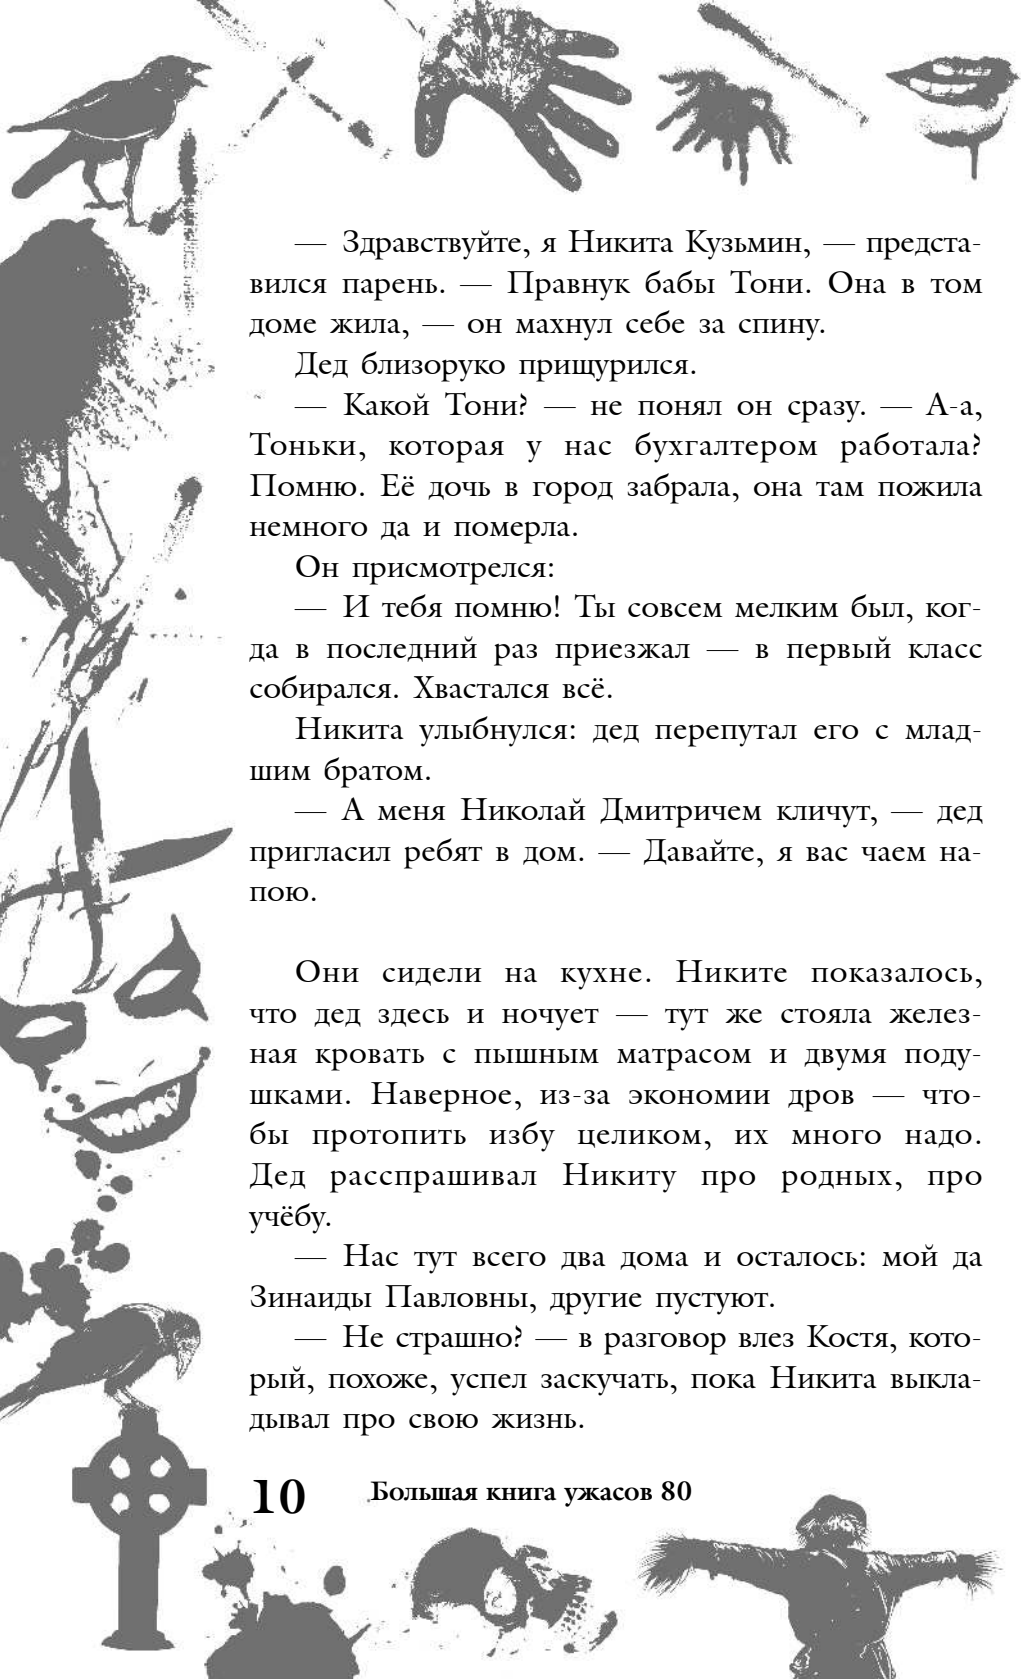 — Здравствуйте, я Никита Кузьмин, — предста-
вился парень. — Правнук бабы Тони. Она в том
доме жила, — он махнул себе за спину.
Дед близоруко прищурился.
— Какой Тони? — не понял он сразу. — А-а,
Тоньки, которая у нас бухгалтером работала?
Помню. Её дочь в город забрала, она там пожила
немного да и померла.
Он присмотрелся:
— И тебя помню! Ты совсем мелким был, ког-
да в последний раз приезжал — в первый класс
собирался. Хвастался всё.
Никита улыбнулся: дед перепутал его с млад-
шим братом.
— А меня Николай Дмитричем кличут, — дед
пригласил ребят в дом. — Давайте, я вас чаем на-
пою.
Они сидели на кухне. Никите показалось,
что дед здесь и ночует — тут же стояла желез-
ная кровать с пышным матрасом и двумя поду-
шками. Наверное, из-за экономии дров — что-
бы протопить избу целиком, их много надо.
Дед расспрашивал Никиту про родных, про
учёбу.
— Нас тут всего два дома и осталось: мой да
Зинаиды Павловны, другие пустуют.
— Не страшно? — в разговор влез Костя, кото-
рый, похоже, успел заскучать, пока Никита выкла-
дывал про свою жизнь.
10 Большая книга ужасов 80